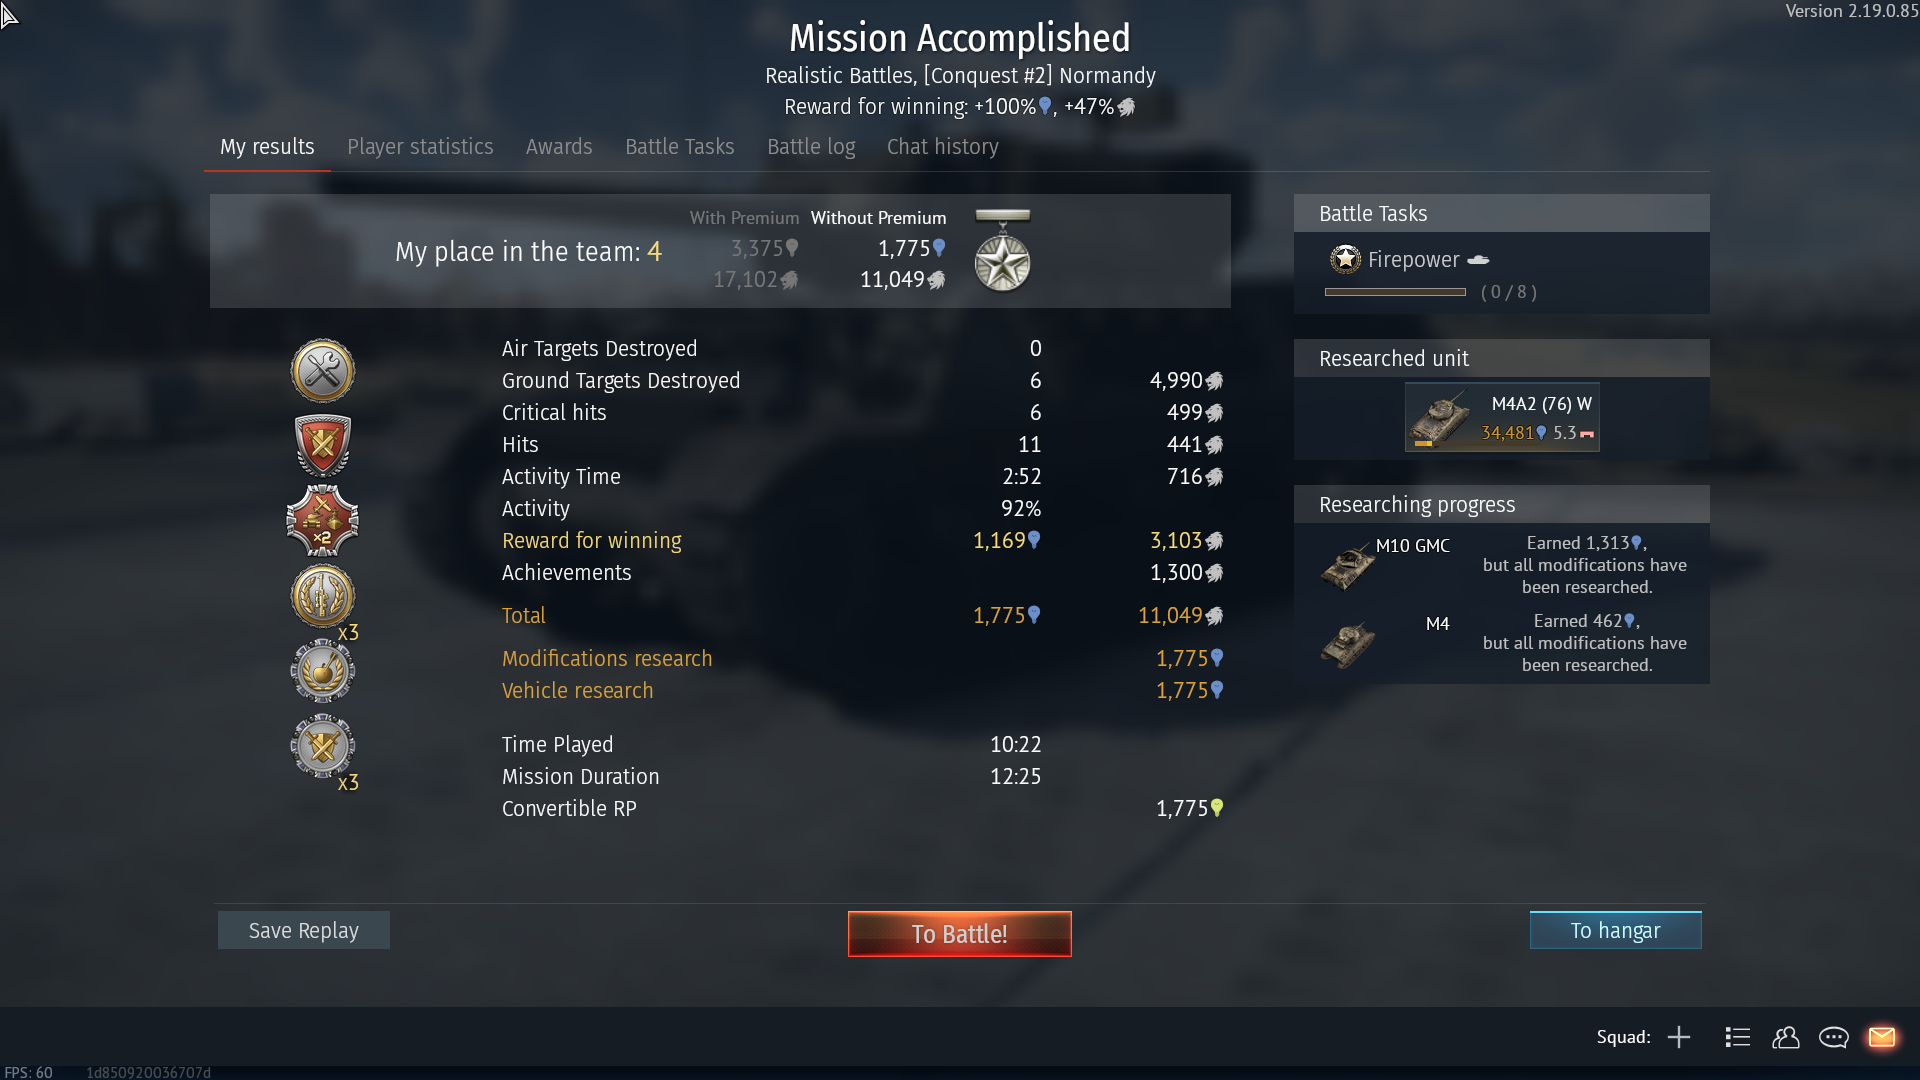 Version 2.19.0.85
Mission Accomplished
Realistic Battles, [Conquest #2] Normandy
Reward for winning: +100%, +47%
My results Player statistics Awards Battle Tasks Battle log Chat history
My place in the team: 4
With Premium Without Premium
3,375 1,775
17,102 11,049
Air Targets Destroyed 0
Ground Targets Destroyed 6 4,990
Critical hits 6 499
Hits 11 441
Activity Time 2:52 716
Activity 92%
Reward for winning 1,169 3,103
Achievements 1,300
Total 1,775 11,049
Modifications research 1,775
Vehicle research 1,775
Time Played 10:22
Mission Duration 12:25
Convertible RP 1,775
x2
x3
x3
Battle Tasks
Firepower
( 0 / 8 )
Researched unit
M4A2 (76) W
34,481 5.3
Researching progress
M10 GMC
Earned 1,313,
but all modifications have
been researched.
M4
Earned 462,
but all modifications have
been researched.
Save Replay
To Battle!
To hangar
Squad:
FPS: 60 1d850920036707d